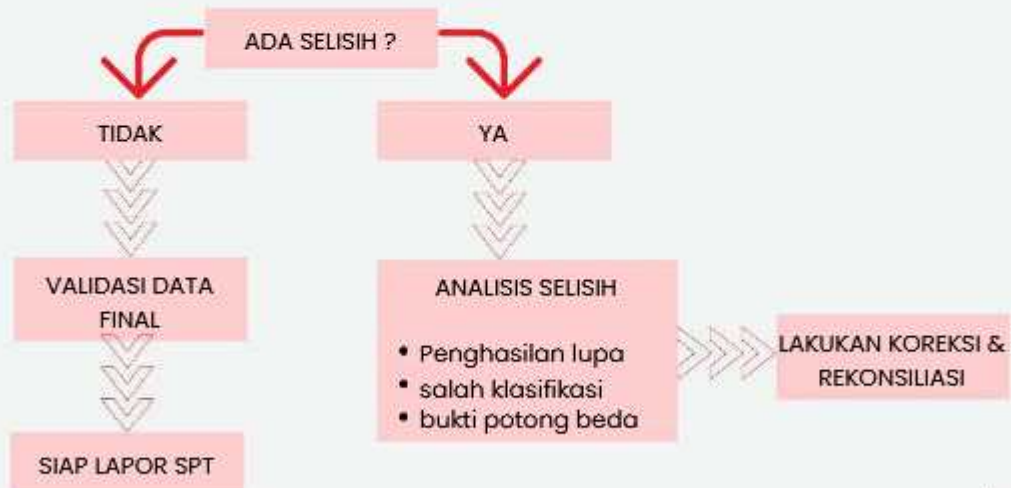 ADA SELISIH ?
TIDAK
YA
VALIDASI DATA
FINAL
ANALISIS SELISIH
• Penghasilan lupa
• salah klasifikasi
• bukti potong beda
LAKUKAN KOREKSI &
REKONSILIASI
SIAP LAPOR SPT